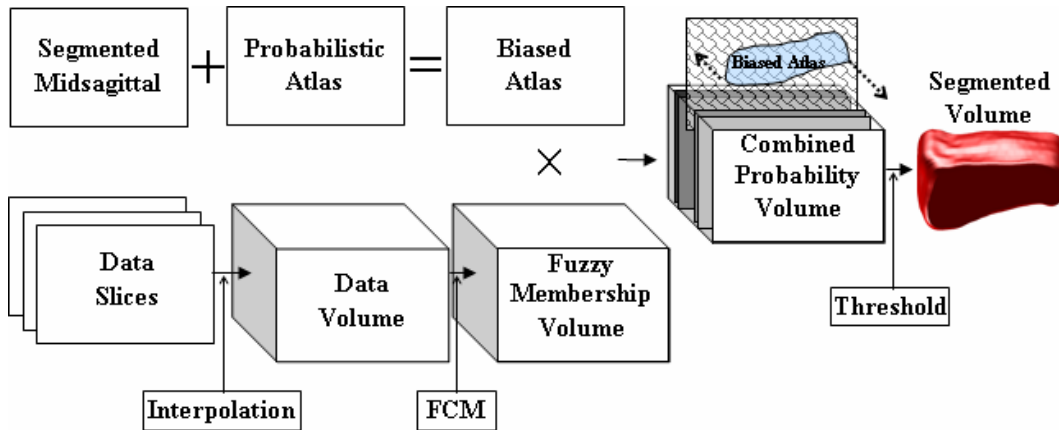 Segmented
Midsagittal
+
Probabilistic
Atlas
=
Biased
Atlas
Biased Atlas
Segmented
Volume
×
Combined
Probability
Volume
Data
Slices
Data
Volume
Fuzzy
Membership
Volume
Threshold
Interpolation
FCM